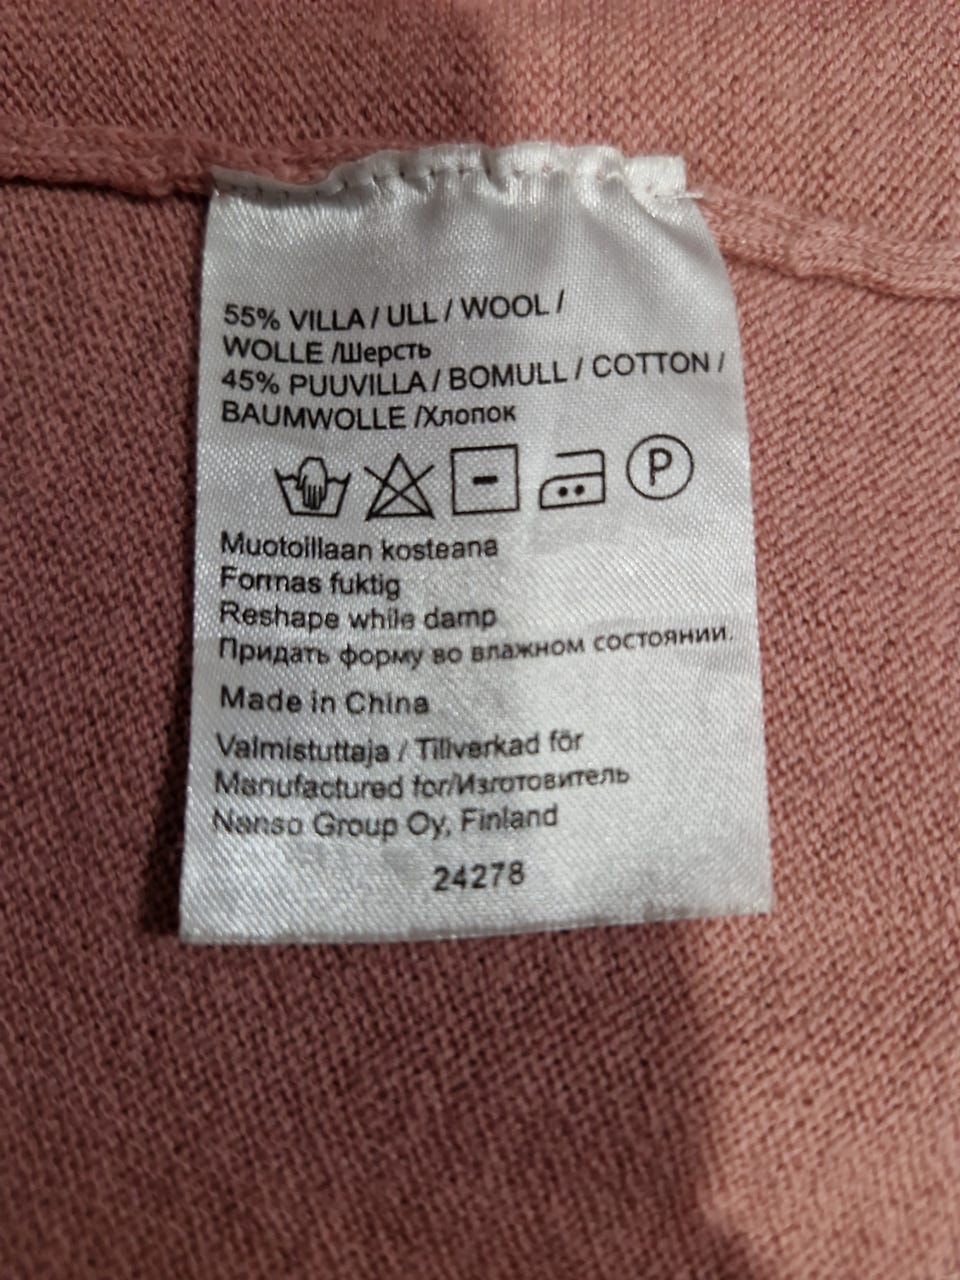 55% VILLA / ULL / WOOL /
WOLLE /Шерсть
45% PUUVILLA / BOMULL / COTTON /
BAUMWOLLE /Хлопок
P
Muotoillaan kosteana
Formas fuktig
Reshape while damp
Придать форму во влажном состоянии.
Made in China
Valmistuttaja / Tillverkad för
Manufactured for/Изготовитель
Nanso Group Oy, Finland
24278